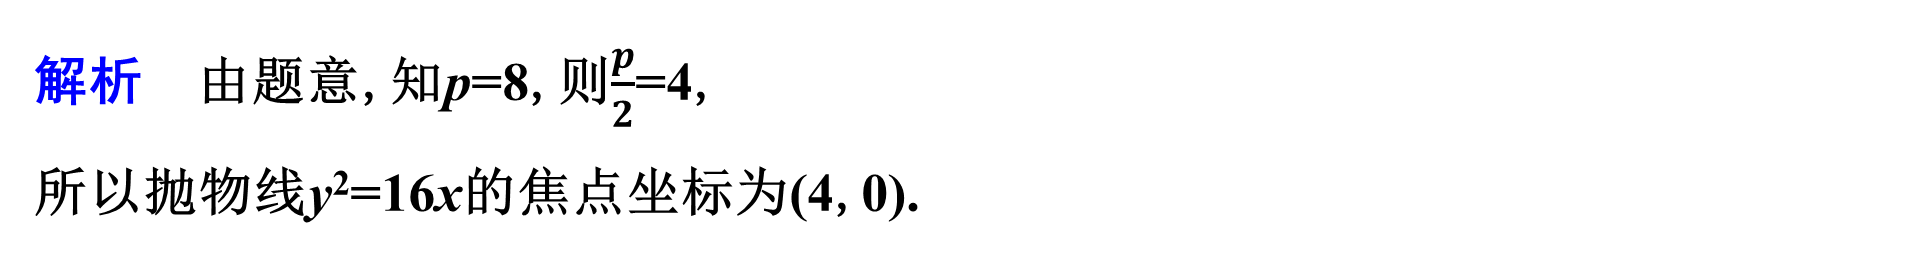 解析 由题意, 知p=8, 则p/2=4,
所以抛物线y²=16x的焦点坐标为(4, 0).